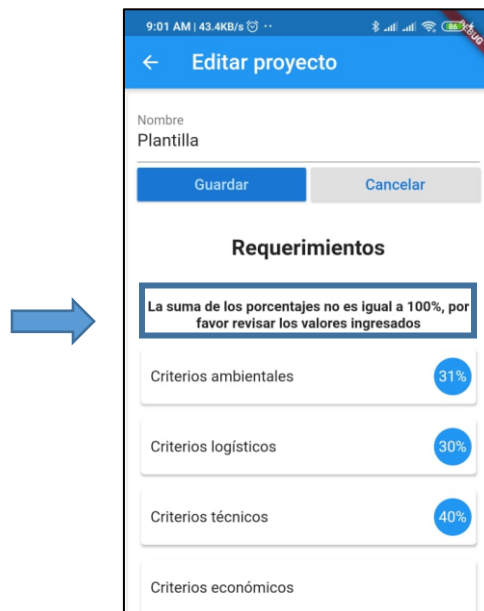 9:01 AM | 43.4KB/s
86
BUG
Editar proyecto
Nombre
Plantilla
Guardar
Cancelar
Requerimientos
La suma de los porcentajes no es igual a 100%, por
favor revisar los valores ingresados
Criterios ambientales
31%
Criterios logísticos
30%
Criterios técnicos
40%
Criterios económicos